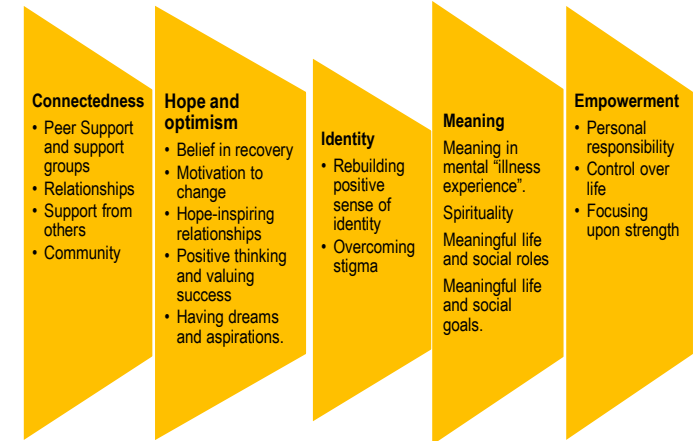 Connectedness
• Peer Support
and support
groups
• Relationships
• Support from
others
• Community
Hope and
optimism
• Belief in recovery
• Motivation to
change
• Hope-inspiring
relationships
• Positive thinking
and valuing
success
• Having dreams
and aspirations.
Identity
• Rebuilding
positive
sense of
identity
• Overcoming
stigma
Meaning
Meaning in
mental “illness
experience”.
Spirituality
Meaningful life
and social roles
Meaningful life
and social
goals.
Empowerment
• Personal
responsibility
• Control over
life
• Focusing
upon strength